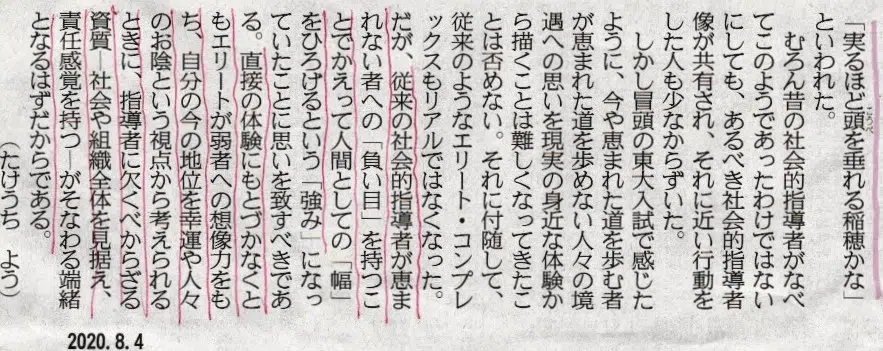 「実るほど頭を垂れる稲穂かな」
といわれた。
むろん昔の社会的指導者がなべ
てこのようであったわけではない
にしても、あるべき社会的指導者
像が共有され、それに近い行動を
した人も少なからずいた。
しかし冒頭の東大入試で感じた
ように、今や恵まれた道を歩む者
が恵まれた道を歩めない人々の境
遇への思いを現実の身近な体験か
ら描くことは難しくなってきたこ
とは否めない。それに付随して、
従来のようなエリート・コンプレ
ックスもリアルではなくなった。
だが、従来の社会的指導者が恵ま
れない者への「負い目」を持つこ
とでかえって人間としての「幅」
をひろげるという「強み」になっ
ていたことに思いを致すべきであ
る。直接の体験にもとづかなくと
もエリートが弱者への想像力をも
ち、自分の今の地位を幸運や人々
のお陰という視点から考えられる
ときに、指導者に欠くべからざる
資質―社会や組織全体を見据え、
責任感覚を持つ―がそなわる端緒
となるはずだからである。
(たけうち よう)
2020.8.4